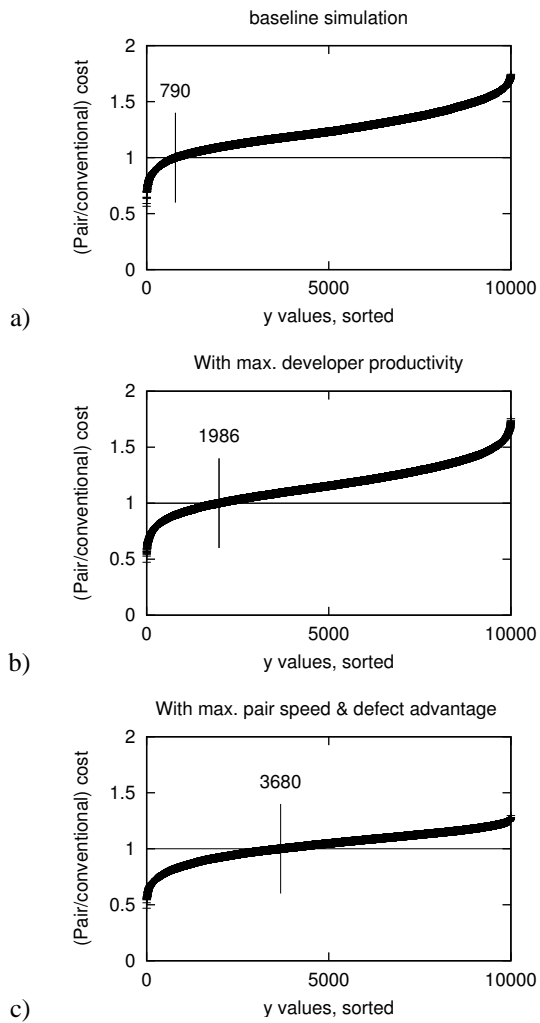 baseline simulation
2
1.5
1
0.5
0
790
(Pair/conventional) cost
0
5000
10000
y values, sorted
a)
With max. developer productivity
2
1.5
1
0.5
0
1986
(Pair/conventional) cost
0
5000
10000
y values, sorted
b)
With max. pair speed & defect advantage
2
1.5
1
0.5
0
3680
(Pair/conventional) cost
0
5000
10000
y values, sorted
c)